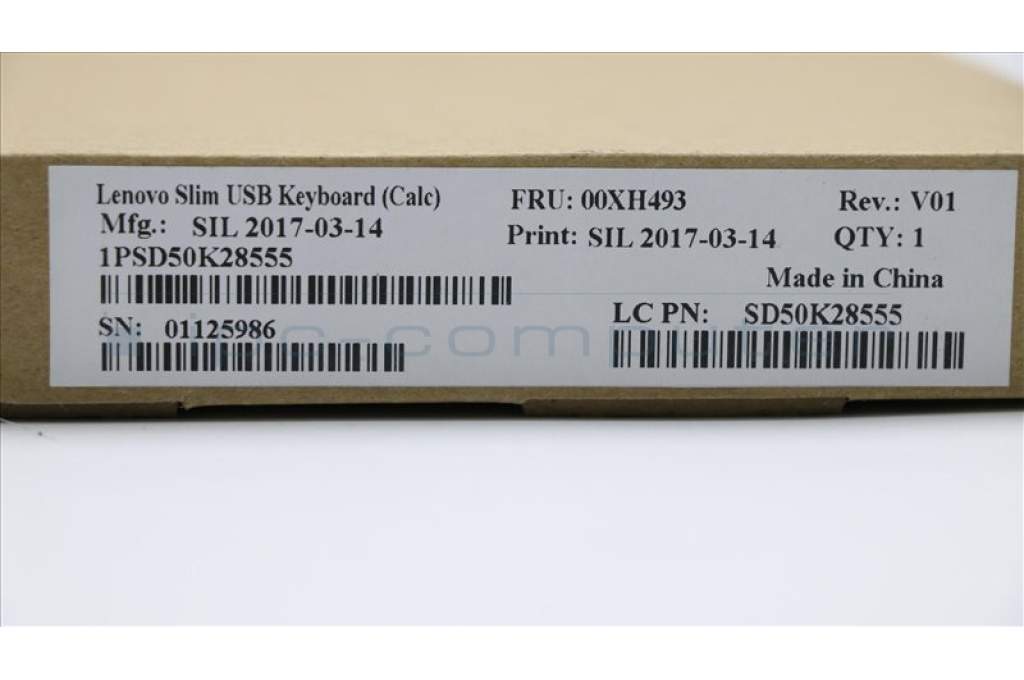 Lenovo Slim USB Keyboard (Calc) FRU: 00XH493 Rev.: V01
Mfg.: SIL 2017-03-14 Print: SIL 2017-03-14 QTY: 1
1PSD50K28555
Made in China
LC PN: SD50K28555
SN: 01125986